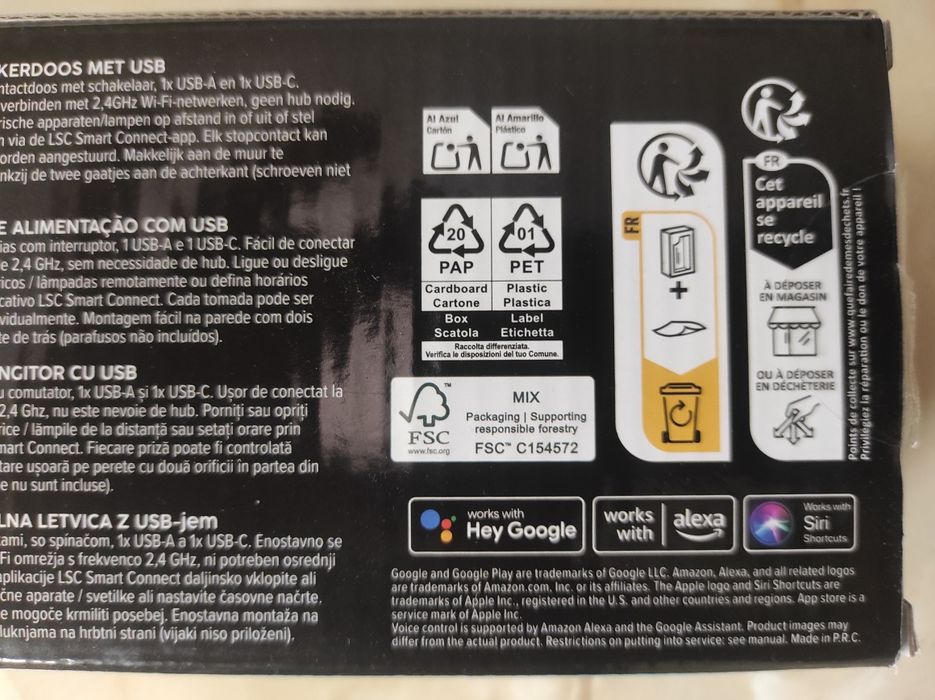 KERDOOS MET USB
ntactdoos met schakelaar, 1x USB-A en 1x USB-C.
verbinden met 2,4GHz Wi-Fi-netwerken, geen hub nodig.
rische apparaten/lampen op afstand in of uit of stel
n via de LSC Smart Connect-app. Elk stopcontact kan
orden aangestuurd. Makkelijk aan de muur te
nkzij de twee gaatjes aan de achterkant (schroeven niet
E ALIMENTAÇÃO COM USB
ias com interruptor, 1 USB-A e 1 USB-C. Fácil de conectar
e 2,4 GHz, sem necessidade de hub. Ligue ou desligue
ricos / lâmpadas remotamente ou defina horários
cativo LSC Smart Connect. Cada tomada pode ser
vidualmente. Montagem fácil na parede com dois
te de trás (parafusos não incluídos).
NGITOR CU USB
u comutator, 1x USB-A și 1x USB-C. Ușor de conectat la
2,4 Ghz, nu este nevoie de hub. Porniți sau opriți
rice / lămpile de la distanță sau setați orare prin
mart Connect. Fiecare priză poate fi controlată
tare ușoară pe perete cu două orificii în partea din
e nu sunt incluse).
LNA LETVICA Z USB-jem
kami, so spinačom, 1x USB-A a 1x USB-C. Enostavno se
Fi omrežja s frekvenco 2,4 GHz, ni potreben osrednji
aplikacije LSC Smart Connect daljinsko vklopite ali
čne aparate / svetilke ali nastavite časovne načrte.
e mogoče krmiliti posebej. Enostavna montaža na
luknjama na hrbtni strani (vijaki niso priloženi).
Al Azul
Cartón
Al Amarillo
Plástico
20
PAP
01
PET
Cardboard
Cartone
Plastic
Plastica
Box
Scatola
Label
Etichetta
Raccolta differenziata.
Verifica le disposizioni del tuo Comune.
FSC™
www.fsc.org
MIX
Packaging | Supporting
responsible forestry
FSC™ C154572
FR
+
FR
Cet
appareil
se
recycle
À DÉPOSER
EN MAGASIN
OU À DÉPOSER
EN DÉCHÈTERIE
Points de collecte sur www.quefairedemesdechets.fr
Privilégiez la réparation ou le don de votre appareil !
works with
Hey Google
works
with
alexa
Works with
Siri
Shortcuts
Google and Google Play are trademarks of Google LLC. Amazon, Alexa, and all related logos
are trademarks of Amazon.com, Inc. or its affiliates. The Apple logo and Siri Shortcuts are
trademarks of Apple Inc., registered in the U.S. and other countries and regions. App store is a
service mark of Apple Inc.
Voice control is supported by Amazon Alexa and the Google Assistant. Product images may
differ from the actual product. Restrictions on putting into service: see manual. Made in P.R.C.